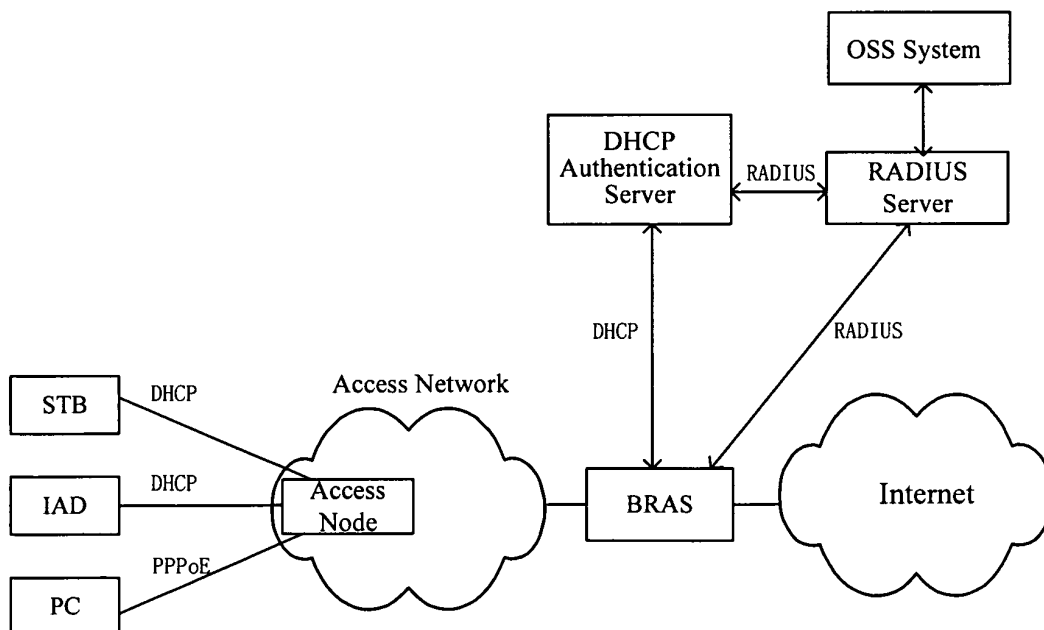 OSS System
DHCP
Authentication
Server
RADIUS
RADIUS
Server
DHCP
RADIUS
Access Network
STB
DHCP
IAD
DHCP
Access
Node
BRAS
Internet
PPPoE
PC